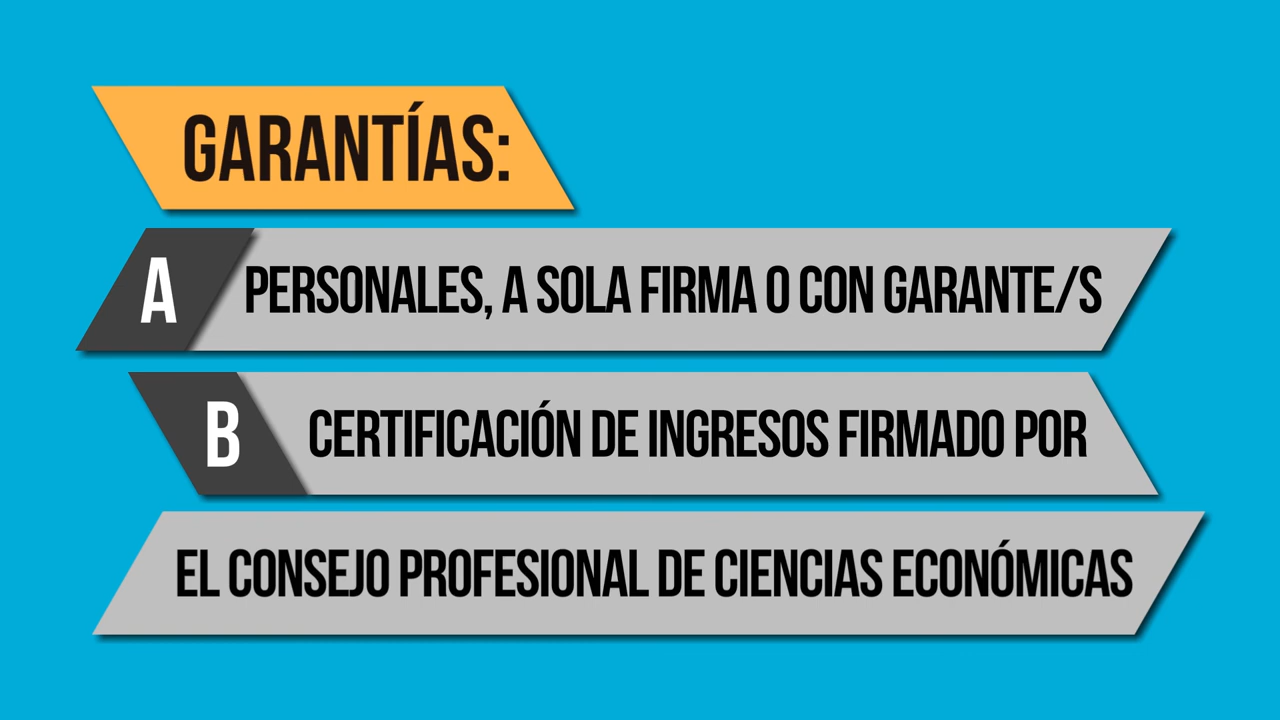 GARANTÍAS:
A PERSONALES, A SOLA FIRMA O CON GARANTE/S
B CERTIFICACIÓN DE INGRESOS FIRMADO POR
EL CONSEJO PROFESIONAL DE CIENCIAS ECONÓMICAS